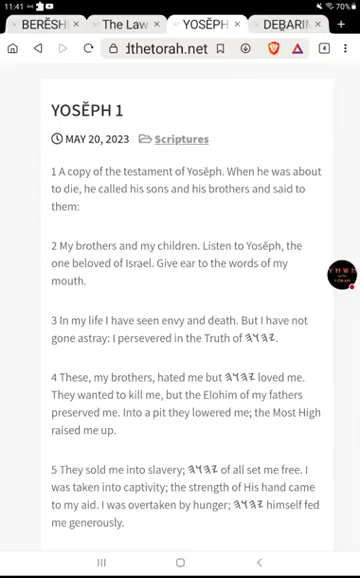 11:41 70%
BERĔSHI The Law YOSĔPH DEḆARIN
dthetorah.net 4
YOSĔPH 1
MAY 20, 2023 Scriptures
1 A copy of the testament of Yosĕph. When he was about
to die, he called his sons and his brothers and said to
them:
2 My brothers and my children. Listen to Yosĕph, the
one beloved of Israel. Give ear to the words of my
mouth.
3 In my life I have seen envy and death. But I have not
gone astray: I persevered in the Truth of 𐤉𐤄𐤅𐤄.
4 These, my brothers, hated me but 𐤉𐤄𐤅𐤄 loved me.
They wanted to kill me, but the Elohim of my fathers
preserved me. Into a pit they lowered me; the Most High
raised me up.
5 They sold me into slavery; 𐤉𐤄𐤅𐤄 of all set me free. I
was taken into captivity; the strength of His hand came
to my aid. I was overtaken by hunger; 𐤉𐤄𐤅𐤄 himself fed
me generously.